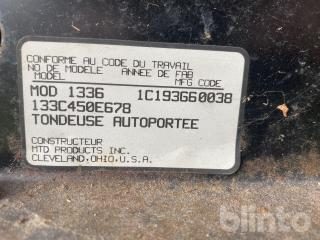 CONFORME AU CODE DU TRAVAIL
NO DE MODELE ANNEE DE FAB
MODEL MFG CODE
MOD 1336 1C193660038
133C450E678
TONDEUSE AUTOPORTEE
CONSTRUCTEUR
MTD PRODUCTS INC.
CLEVELAND,OHIO,U.S.A.
blinto